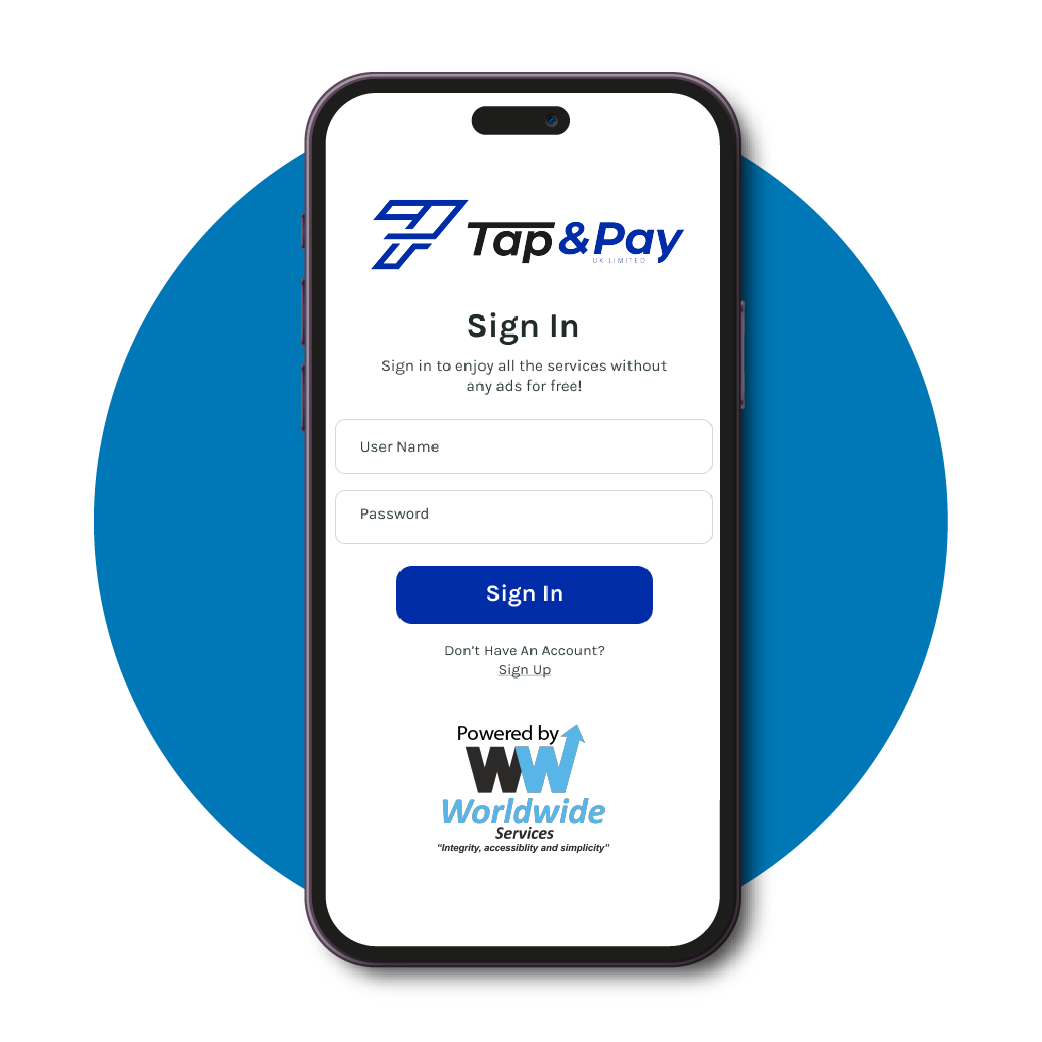 Tap & Pay
UK LIMITED
Sign In
Sign in to enjoy all the services without
any ads for free!
User Name
Password
Sign In
Don't Have An Account?
Sign Up
Powered by
WW
Worldwide
Services
“Integrity, accessiblity and simplicity”